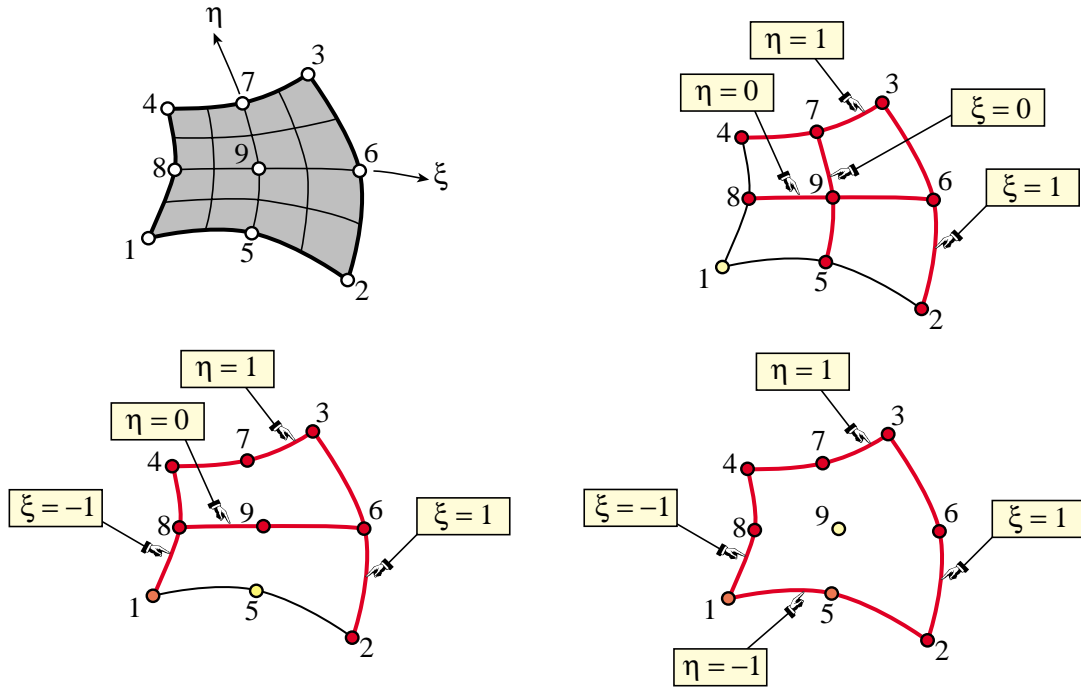 η
7
3
4
9
6
8
ξ
1
5
2
η = 1
3
η = 0
7
ξ = 0
4
9
6
8
ξ = 1
1
5
2
η = 1
3
η = 0
7
4
ξ = −1
9
8
6
ξ = 1
1
5
2
η = 1
3
7
4
ξ = −1
9
8
6
ξ = 1
1
5
2
η = −1